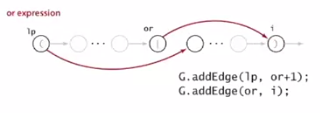 or expression
lp or i
( ... | ... )
G.addEdge(lp, or+1);
G.addEdge(or, i);